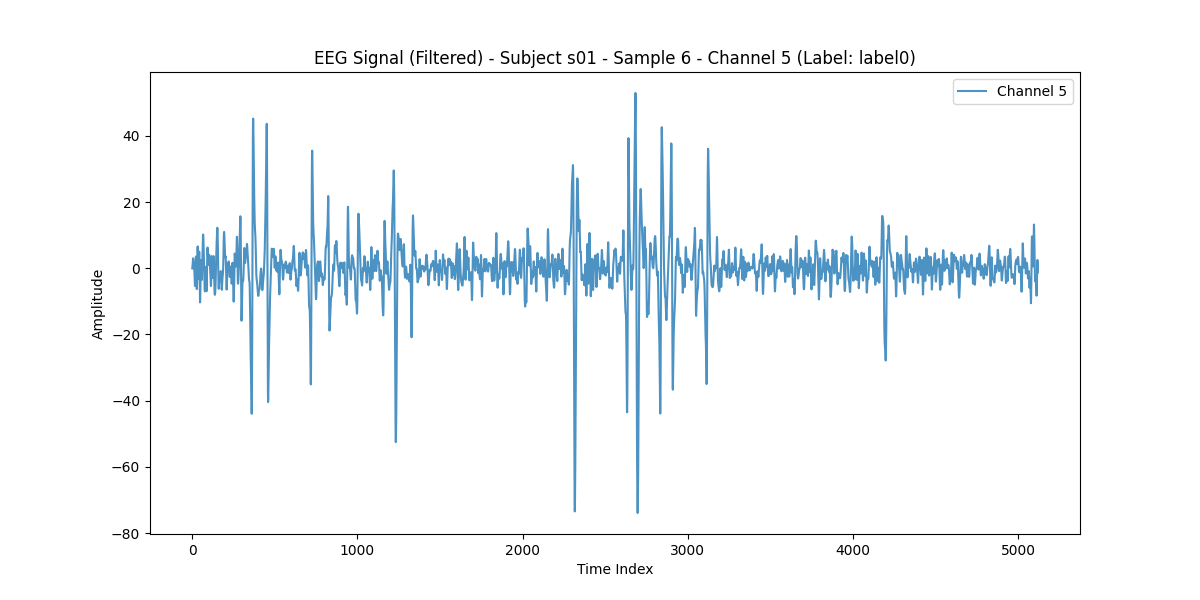 EEG Signal (Filtered) - Subject s01 - Sample 6 - Channel 5 (Label: label0)
Channel 5
40
20
0
−20
−40
−60
−80
Amplitude
0 1000 2000 3000 4000 5000
Time Index